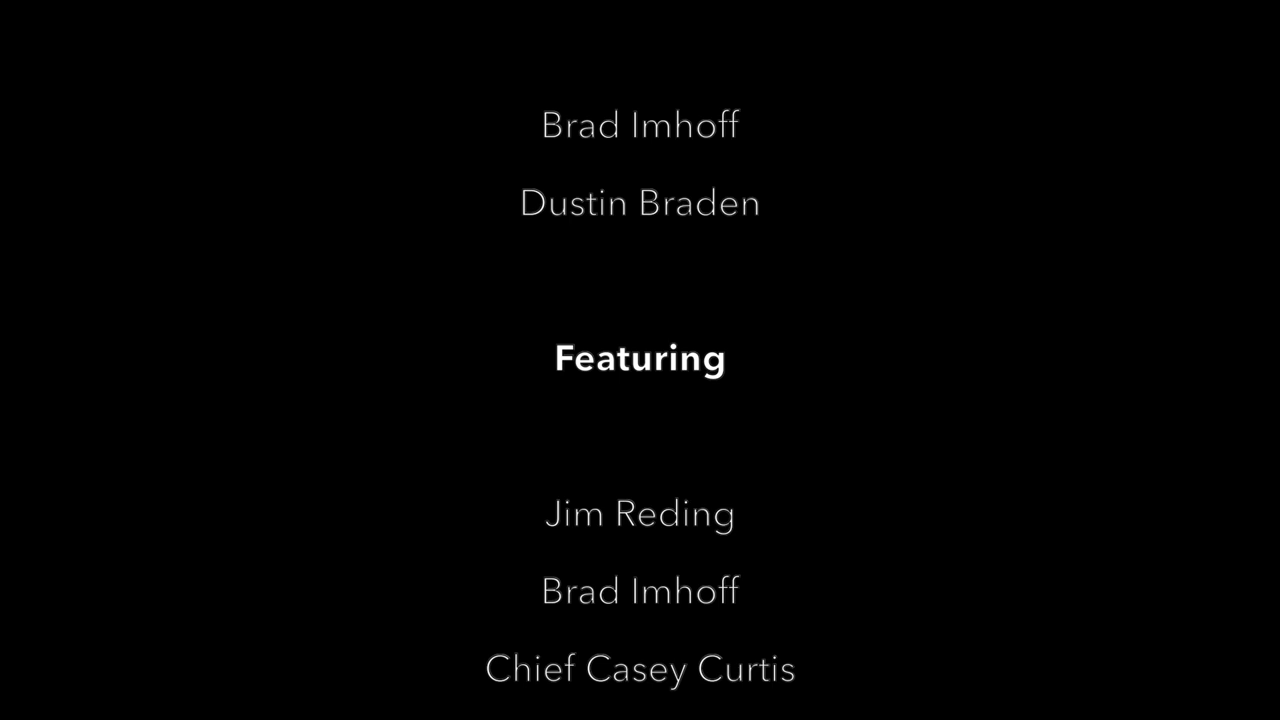 Brad Imhoff
Dustin Braden
Featuring
Jim Reding
Brad Imhoff
Chief Casey Curtis